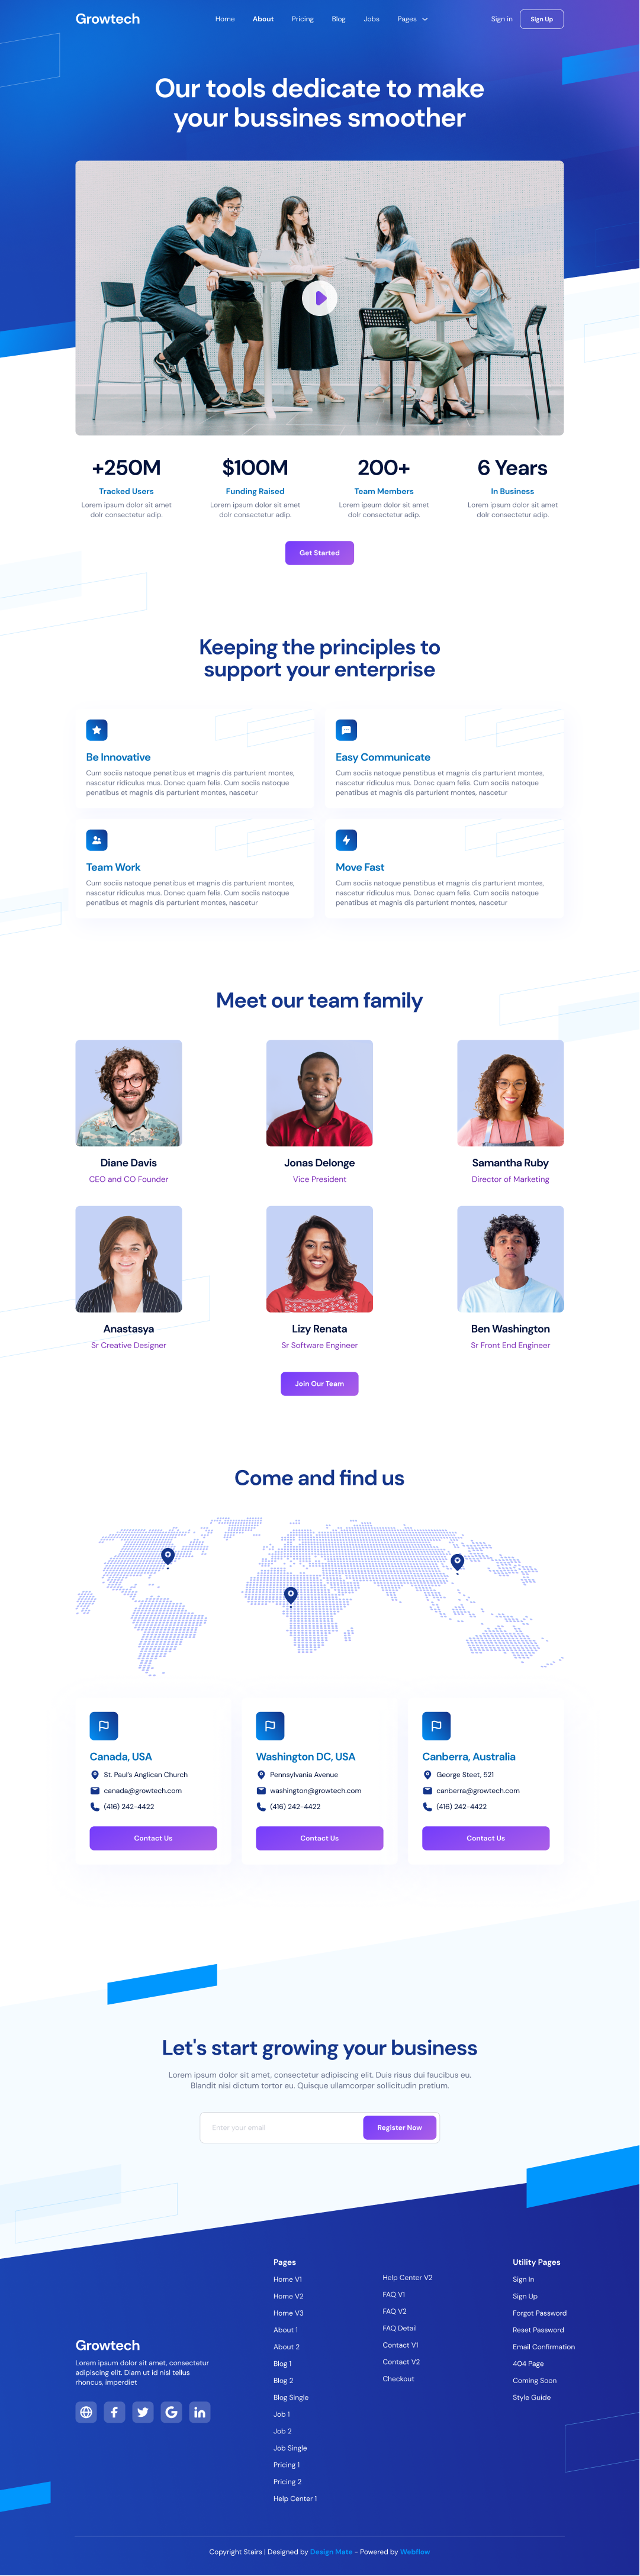 Growtech
Home About Pricing Blog Jobs Pages
Sign in Sign Up
Our tools dedicate to make
your bussines smoother
+250M
Tracked Users
Lorem ipsum dolor sit amet
dolr consectetur adip.
$100M
Funding Raised
Lorem ipsum dolor sit amet
dolr consectetur adip.
200+
Team Members
Lorem ipsum dolor sit amet
dolr consectetur adip.
6 Years
In Business
Lorem ipsum dolor sit amet
dolr consectetur adip.
Get Started
Keeping the principles to
support your enterprise
Be Innovative
Cum sociis natoque penatibus et magnis dis parturient montes,
nascetur ridiculus mus. Donec quam felis. Cum sociis natoque
penatibus et magnis dis parturient montes, nascetur
Easy Communicate
Cum sociis natoque penatibus et magnis dis parturient montes,
nascetur ridiculus mus. Donec quam felis. Cum sociis natoque
penatibus et magnis dis parturient montes, nascetur
Team Work
Cum sociis natoque penatibus et magnis dis parturient montes,
nascetur ridiculus mus. Donec quam felis. Cum sociis natoque
penatibus et magnis dis parturient montes, nascetur
Move Fast
Cum sociis natoque penatibus et magnis dis parturient montes,
nascetur ridiculus mus. Donec quam felis. Cum sociis natoque
penatibus et magnis dis parturient montes, nascetur
Meet our team family
Diane Davis
CEO and CO Founder
Jonas Delonge
Vice President
Samantha Ruby
Director of Marketing
Anastasya
Sr Creative Designer
Lizy Renata
Sr Software Engineer
Ben Washington
Sr Front End Engineer
Join Our Team
Come and find us
Canada, USA
St. Paul's Anglican Church
canada@growtech.com
(416) 242-4422
Contact Us
Washington DC, USA
Pennsylvania Avenue
washington@growtech.com
(416) 242-4422
Contact Us
Canberra, Australia
George Steet, 521
canberra@growtech.com
(416) 242-4422
Contact Us
Let's start growing your business
Lorem ipsum dolor sit amet, consectetur adipiscing elit. Duis risus dui faucibus eu.
Blandit nisi dictum tortor eu. Quisque ullamcorper sollicitudin pretium.
Enter your email
Register Now
Growtech
Lorem ipsum dolor sit amet, consectetur
adipiscing elit. Diam ut id nisl tellus
rhoncus, imperdiet
Pages
Home V1
Home V2
Home V3
About 1
About 2
Blog 1
Blog 2
Blog Single
Job 1
Job 2
Job Single
Pricing 1
Pricing 2
Help Center 1
Help Center V2
FAQ V1
FAQ V2
FAQ Detail
Contact V1
Contact V2
Checkout
Utility Pages
Sign In
Sign Up
Forgot Password
Reset Password
Email Confirmation
404 Page
Coming Soon
Style Guide
Copyright Stairs | Designed by Design Mate - Powered by Webflow